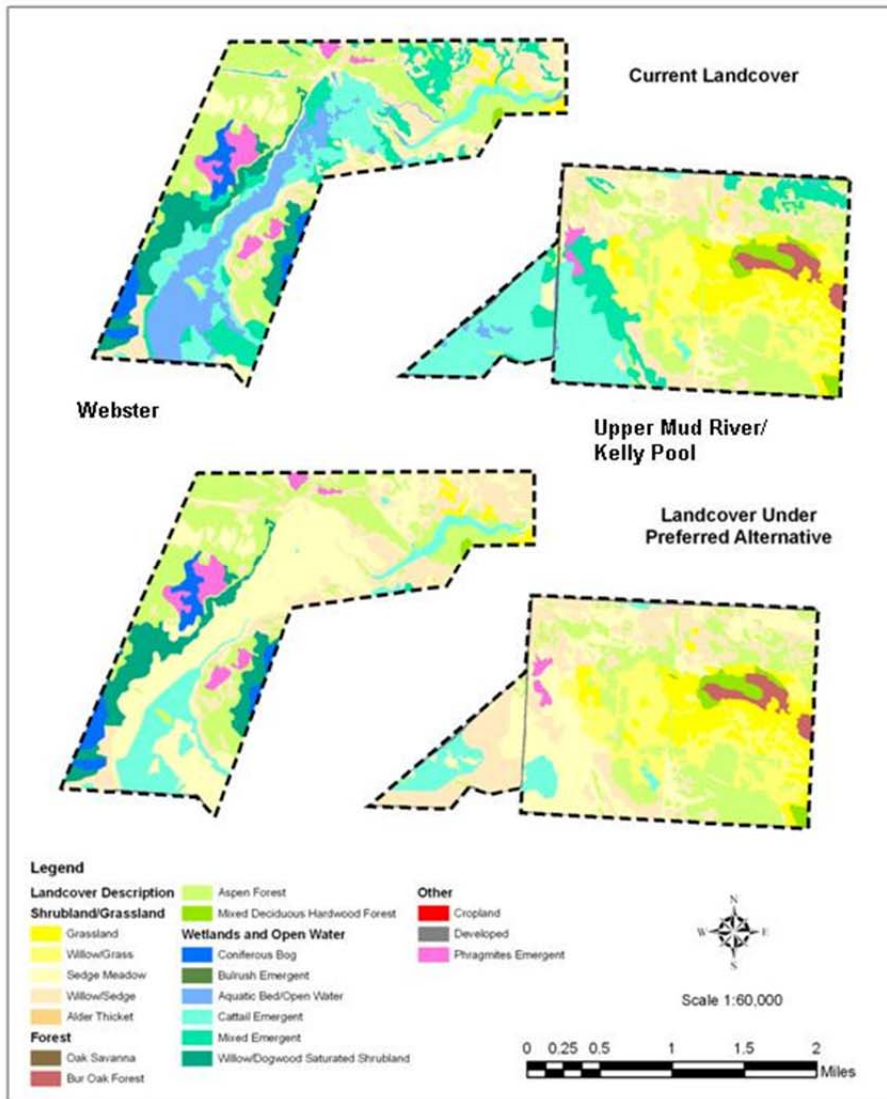 Current Landcover
Webster
Upper Mud River/
Kelly Pool
Landcover Under
Preferred Alternative
Legend
Landcover Description
Shrubland/Grassland
Grassland
Willow/Grass
Sedge Meadow
Willow/Sedge
Alder Thicket
Forest
Oak Savanna
Bur Oak Forest
Aspen Forest
Mixed Deciduous Hardwood Forest
Wetlands and Open Water
Coniferous Bog
Bulrush Emergent
Aquatic Bed/Open Water
Cattail Emergent
Mixed Emergent
Willow/Dogwood Saturated Shrubland
Other
Cropland
Developed
Phragmites Emergent
N
W E
S
Scale 1:60,000
0 0.25 0.5 1 1.5 2
Miles